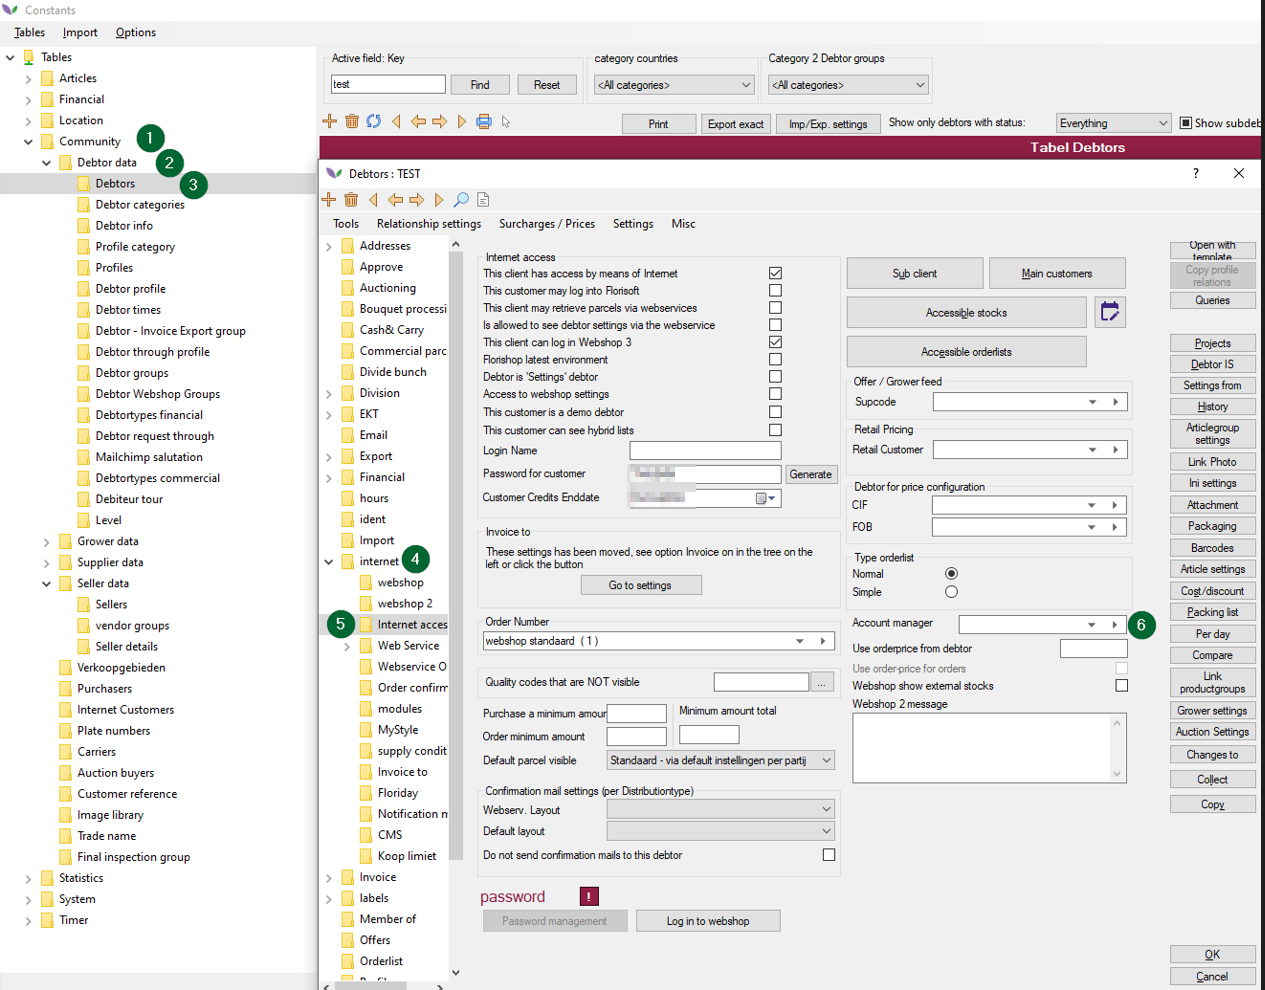 Constants
Tables Import Options
Tables
Articles
Financial
Location
Community 1
Debtor data 2
Debtors 3
Debtor categories
Debtor info
Profile category
Profiles
Debtor profile
Debtor times
Debtor - Invoice Export group
Debtor through profile
Debtor groups
Debtor Webshop Groups
Debtortypes financial
Debtor request through
Mailchimp salutation
Debtortypes commercial
Debiteur tour
Level
Grower data
Supplier data
Seller data
Sellers
vendor groups
Seller details
Verkoopgebieden
Purchasers
Internet Customers
Plate numbers
Carriers
Auction buyers
Customer reference
Image library
Trade name
Final inspection group
Statistics
System
Timer
Active field: Key category countries Category 2 Debtor groups
test Find Reset <All categories> <All categories>
Print Export exact Imp/Exp. settings Show only debtors with status: Everything Show subdeb
Tabel Debtors
Debtors : TEST ?
Tools Relationship settings Surcharges / Prices Settings Misc
Addresses
Approve
Auctioning
Bouquet processi
Cash& Carry
Commercial parc
Divide bunch
Division
EKT
Email
Export
Financial
hours
ident
Import
internet 4
webshop
webshop 2
5 Internet acces
Web Service
Webservice O
Order confirm
modules
MyStyle
supply condit
Invoice to
Floriday
Notification m
CMS
Koop limiet
Invoice
labels
Member of
Offers
Orderlist
Internet access
This client has access by means of Internet
This customer may log into Florisoft
This client may retrieve parcels via webservices
Is allowed to see debtor settings via the webservice
This client can log in Webshop 3
Florishop latest environment
Debtor is 'Settings' debtor
Access to webshop settings
This customer is a demo debtor
This customer can see hybrid lists
Login Name
Password for customer Generate
Customer Credits Enddate
Invoice to
These settings has been moved, see option Invoice on in the tree on the
left or click the button
Go to settings
Order Number
webshop standaard ( 1 )
Quality codes that are NOT visible ...
Purchase a minimum amour Minimum amount total
Order minimum amount
Default parcel visible Standaard - via default instellingen per partij
Confirmation mail settings (per Distributiontype)
Webserv. Layout
Default layout
Do not send confirmation mails to this debtor
password !
Password management Log in to webshop
Sub client Main customers
Accessible stocks
Accessible orderlists
Offer / Grower feed
Supcode
Retail Pricing
Retail Customer
Debtor for price configuration
CIF
FOB
Type orderlist
Normal
Simple
Account manager 6
Use orderprice from debtor
Use order-price for orders
Webshop show external stocks
Webshop 2 message
Open with
template
Copy profile
relations
Queries
Projects
Debtor IS
Settings from
History
Articlegroup
settings
Link Photo
Ini settings
Attachment
Packaging
Barcodes
Article settings
Cost/discount
Packing list
Per day
Compare
Link
productgroups
Grower settings
Auction Settings
Changes to
Collect
Copy
OK
Cancel